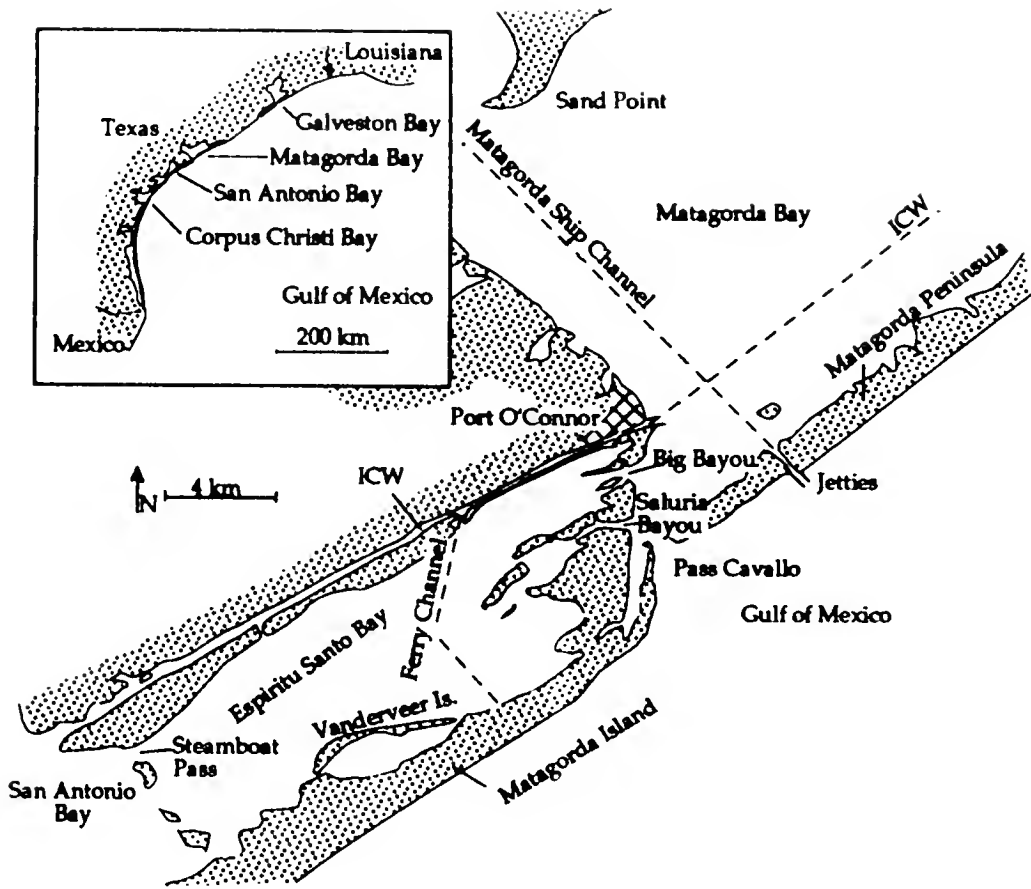 Louisiana
Texas
Galveston Bay
Matagorda Bay
San Antonio Bay
Corpus Christi Bay
Gulf of Mexico
Mexico
200 km
Sand Point
Matagorda Ship Channel
Matagorda Bay
ICW
Matagorda Peninsula
Port O'Connor
Big Bayou
ICW
N
4 km
Jetties
Saluria
Bayou
Pass Cavallo
Gulf of Mexico
Ferry Channel
Espiritu Santo Bay
Vanderveer Is.
Steamboat
Pass
Matagorda Island
San Antonio
Bay